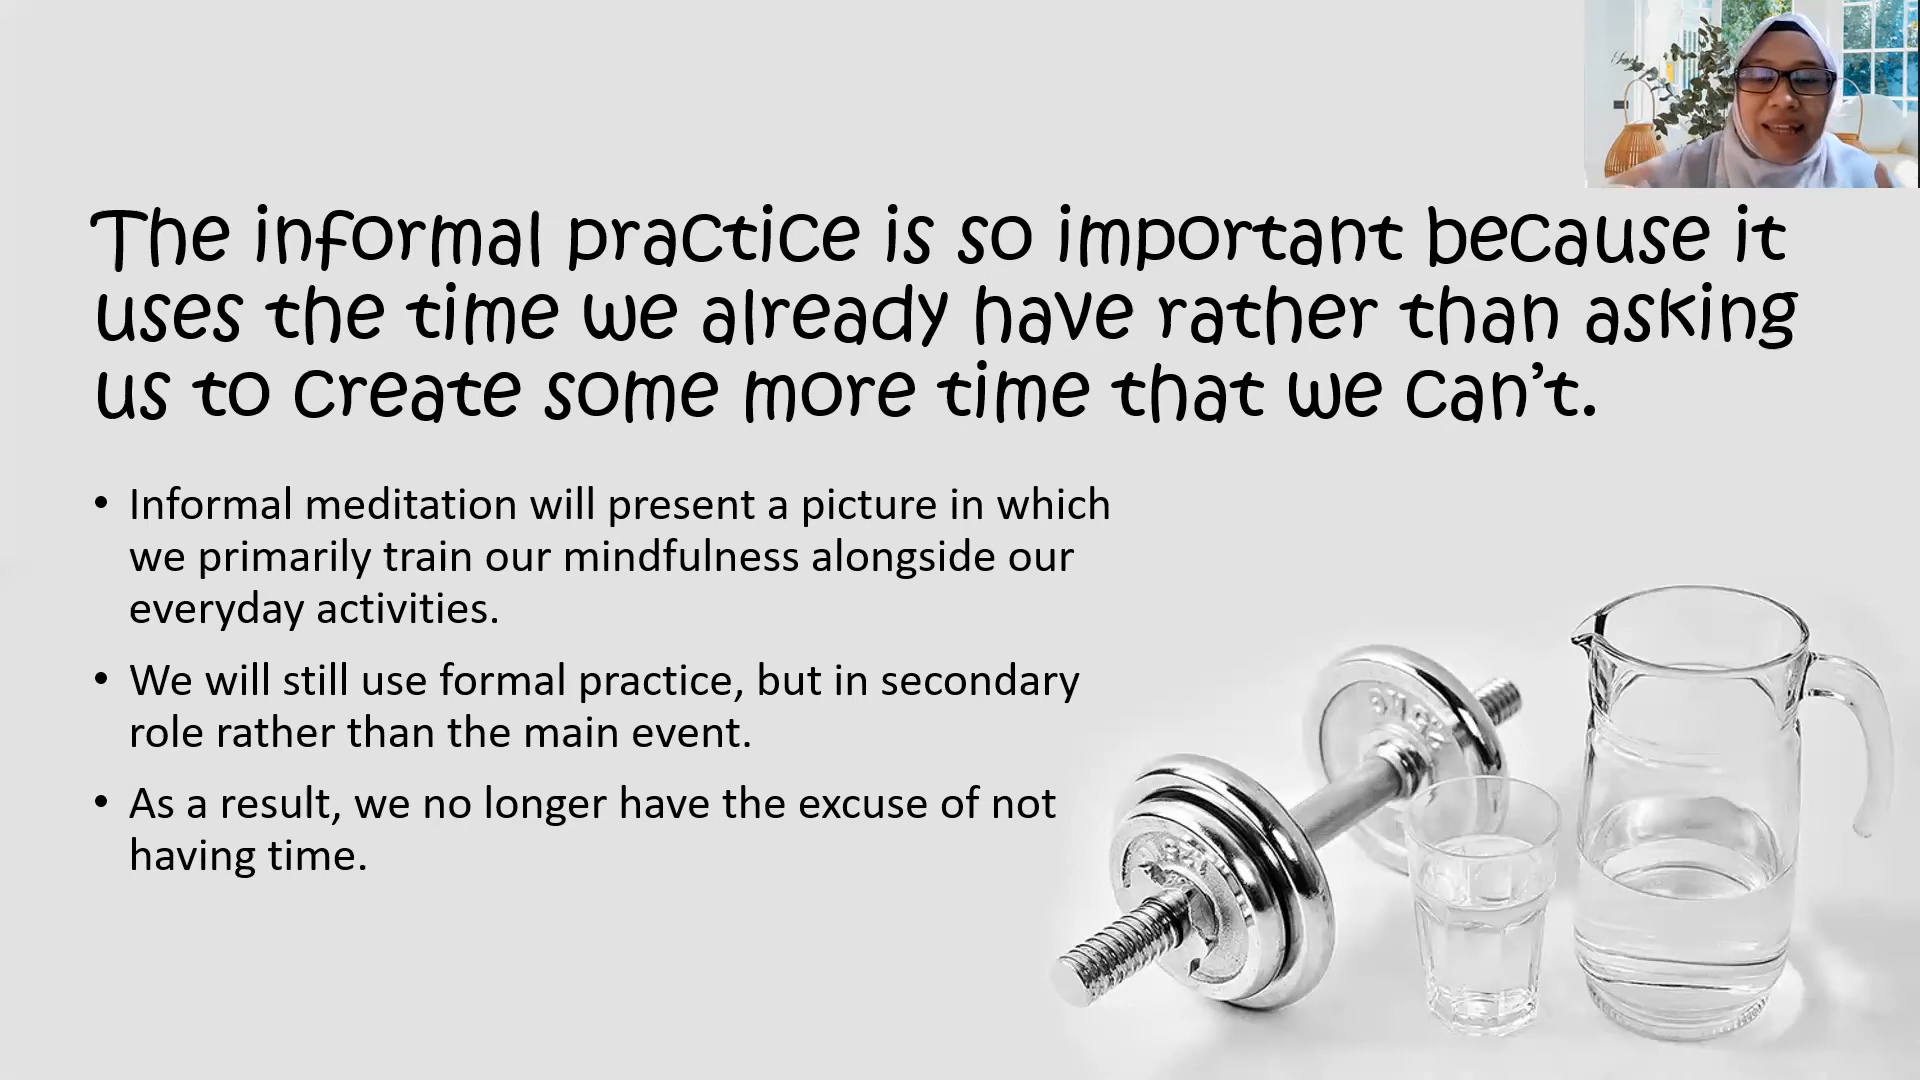 The informal practice is so important because it
uses the time we already have rather than asking
us to create some more time that we can't.
• Informal meditation will present a picture in which
we primarily train our mindfulness alongside our
everyday activities.
• We will still use formal practice, but in secondary
role rather than the main event.
• As a result, we no longer have the excuse of not
having time.